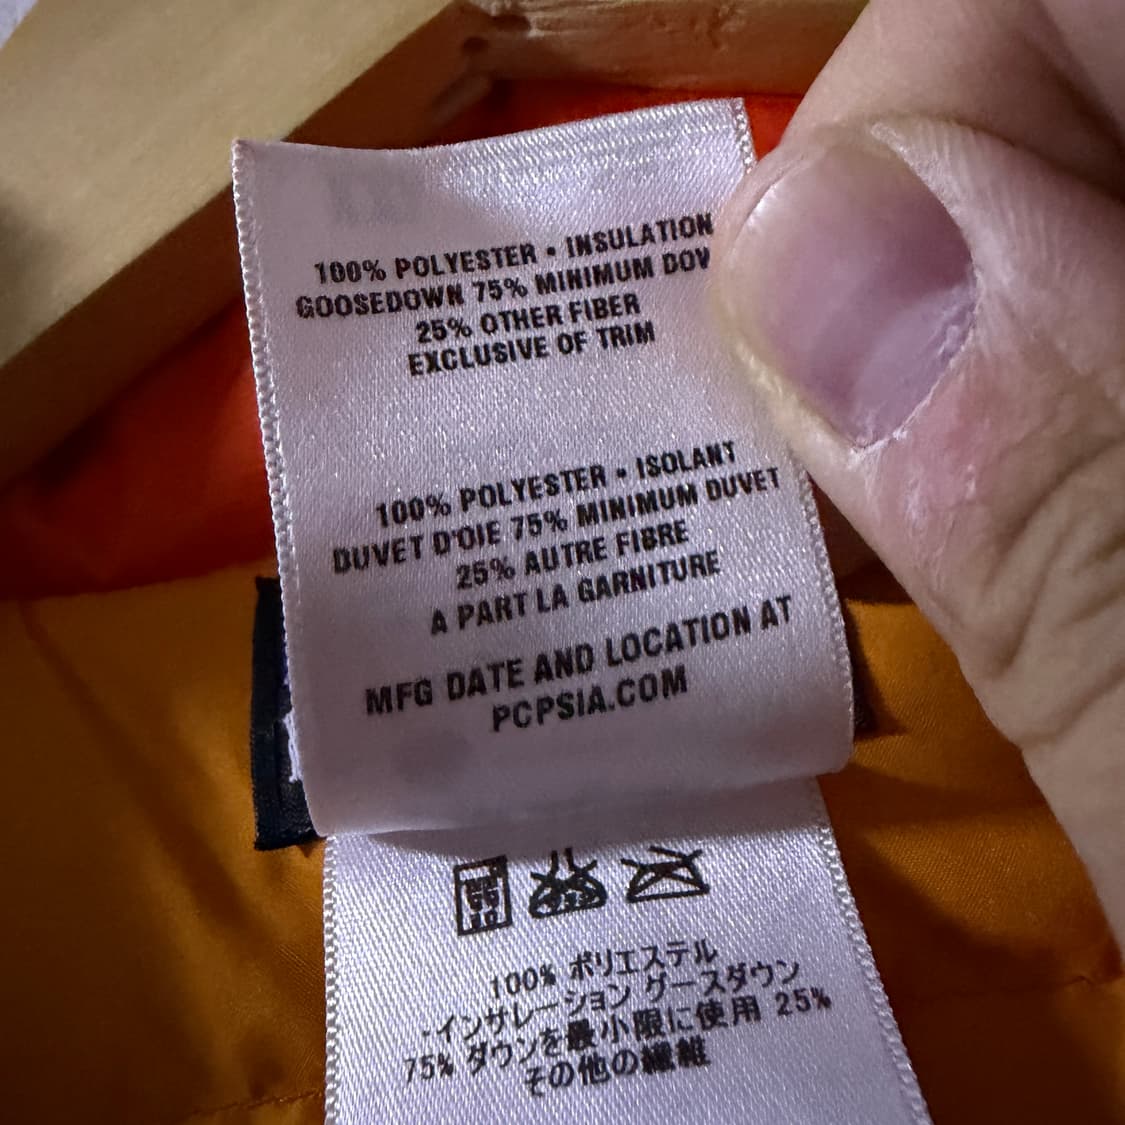 100% POLYESTER • INSULATION
GOOSEDOWN 75% MINIMUM DOW
25% OTHER FIBER
EXCLUSIVE OF TRIM
100% POLYESTER • ISOLANT
DUVET D'OIE 75% MINIMUM DUVET
25% AUTRE FIBRE
A PART LA GARNITURE
MFG DATE AND LOCATION AT
PCPSIA.COM
100% ポリエステル
-インサレーション グースダウン
75% ダウンを最小限に使用 25%
その他の繊維